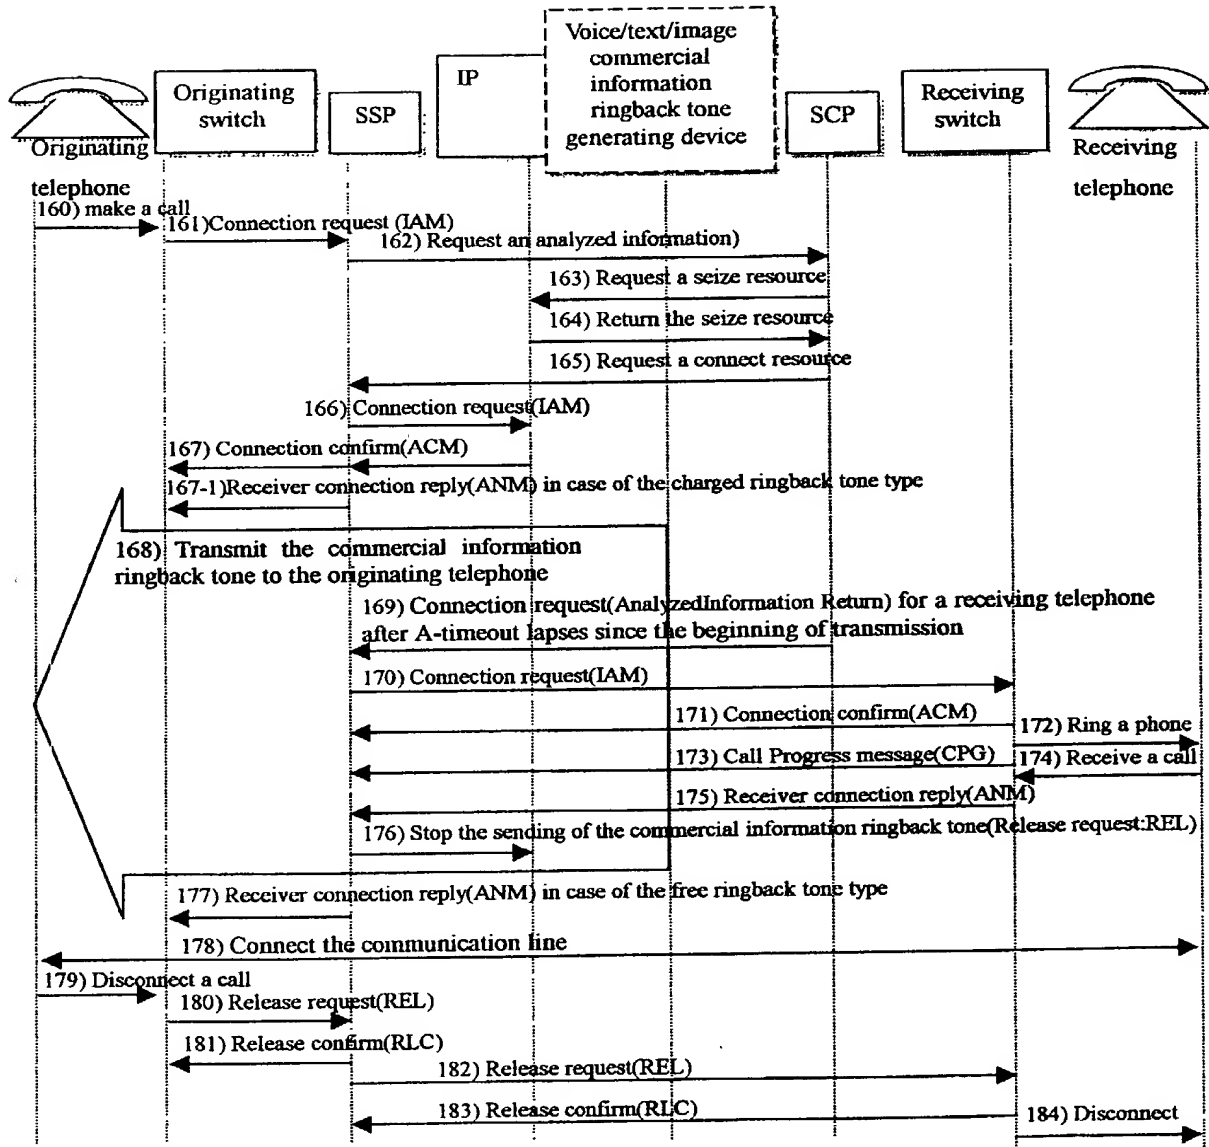 Voice/text/image
commercial
information
ringback tone
generating device
IP
Originating
switch
SSP
SCP
Receiving
switch
Originating
telephone
Receiving
telephone
160) make a call
161)Connection request (IAM)
162) Request an analyzed information)
163) Request a seize resource
164) Return the seize resource
165) Request a connect resource
166) Connection request(IAM)
167) Connection confirm(ACM)
167-1)Receiver connection reply(ANM) in case of the charged ringback tone type
168) Transmit the commercial information
ringback tone to the originating telephone
169) Connection request(AnalyzedInformation Return) for a receiving telephone
after A-timeout lapses since the beginning of transmission
170) Connection request(IAM)
171) Connection confirm(ACM)
172) Ring a phone
173) Call Progress message(CPG)
174) Receive a call
175) Receiver connection reply(ANM)
176) Stop the sending of the commercial information ringback tone(Release request:REL)
177) Receiver connection reply(ANM) in case of the free ringback tone type
178) Connect the communication line
179) Disconnect a call
180) Release request(REL)
181) Release confirm(RLC)
182) Release request(REL)
183) Release confirm(RLC)
184) Disconnect